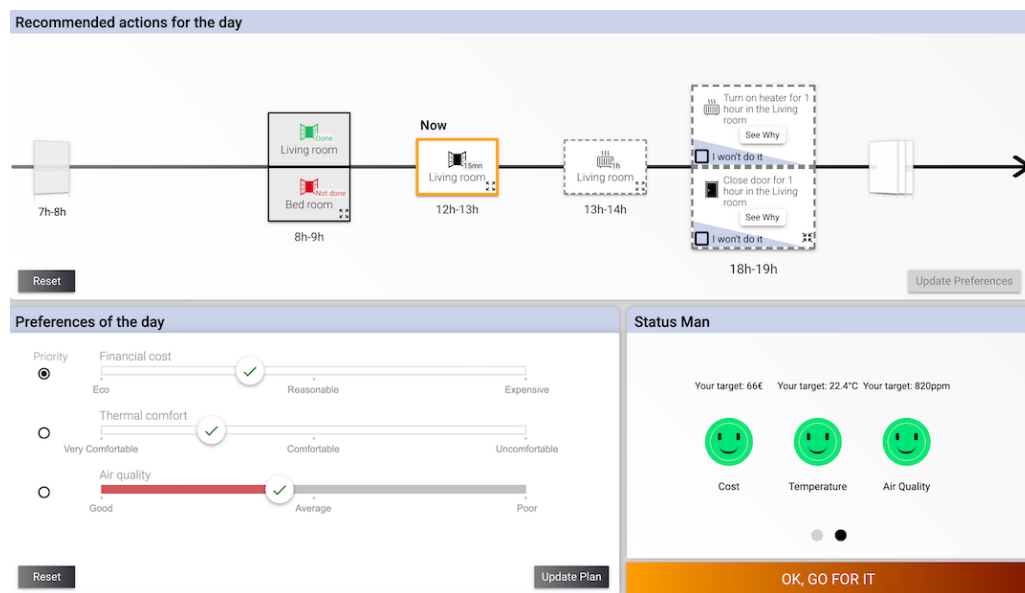 Recommended actions for the day
7h-8h
Done
Living room
Not done
Bed room
8h-9h
Now
15mn
Living room
12h-13h
1h
Living room
13h-14h
Turn on heater for 1
hour in the Living
room
See Why
I won't do it
Close door for 1
hour in the Living
room
See Why
I won't do it
18h-19h
Reset
Update Preferences
Preferences of the day
Priority
Financial cost
Eco
Reasonable
Expensive
Thermal comfort
Very Comfortable
Comfortable
Uncomfortable
Air quality
Good
Average
Poor
Reset
Update Plan
Status Man
Your target: 66€
Your target: 22.4°C
Your target: 820ppm
Cost
Temperature
Air Quality
OK, GO FOR IT